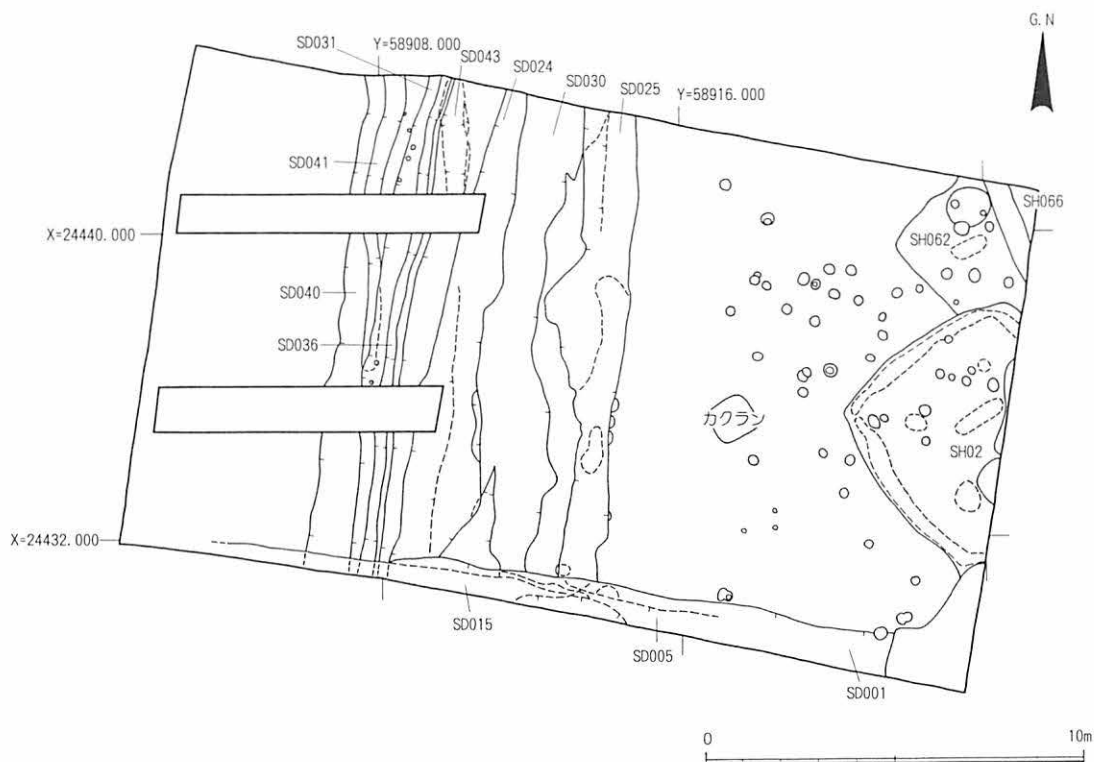 G.N
SD031
Y=58908.000
SD043
SD024
SD030
SD025
Y=58916.000
SD041
SH066
X=24440.000
SH062
SD040
SD036
カクラン
SH02
X=24432.000
SD015
SD005
SD001
0
10m